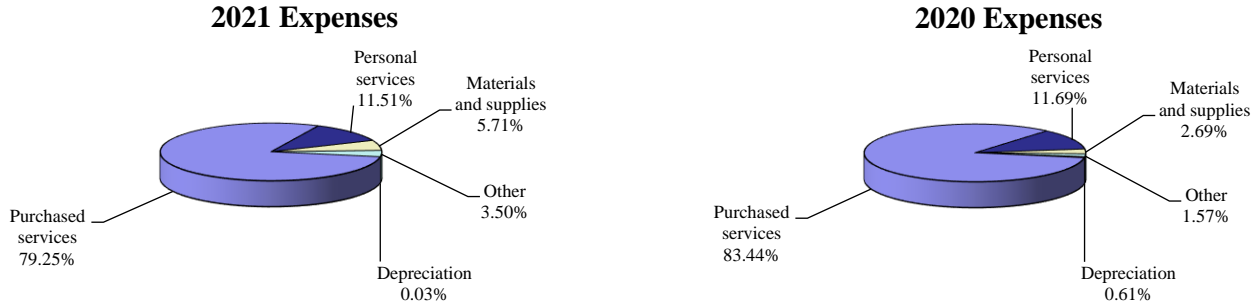 2021 Expenses
Personal
services
11.51%
Materials
and supplies
5.71%
Other
3.50%
Purchased
services
79.25%
Depreciation
0.03%
2020 Expenses
Personal
services
11.69%
Materials
and supplies
2.69%
Other
1.57%
Purchased
services
83.44%
Depreciation
0.61%